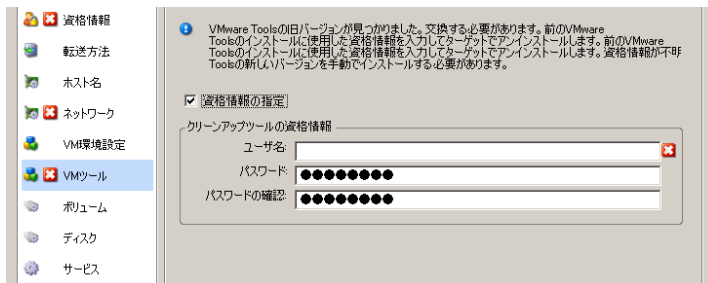 資格情報
転送方法
ホスト名
ネットワーク
VM環境設定
VMツール
ボリューム
ディスク
サービス
VMware Toolsの旧バージョンが見つかりました。交換する必要があります。前のVMware
Toolsのインストールに使用した資格情報を入力してターゲットでアンインストールします。前のVMware
Toolsのインストールに使用した資格情報を入力してターゲットでアンインストールします。資格情報が不明
Toolsの新しいバージョンを手動でインストールする必要があります。
資格情報の指定
クリーンアップツールの資格情報
ユーザ名:
パスワード: ●●●●●●●●
パスワードの確認: ●●●●●●●●